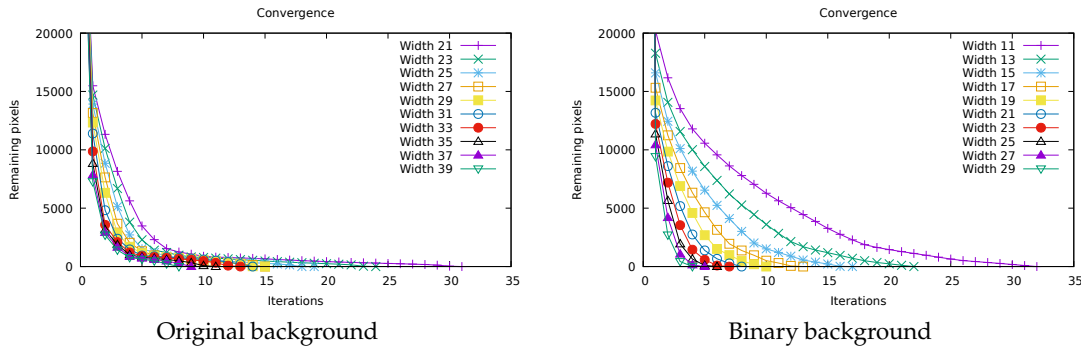 Convergence
20000
15000
10000
5000
0
0 5 10 15 20 25 30 35
Remaining pixels
Iterations
Width 21
Width 23
Width 25
Width 27
Width 29
Width 31
Width 33
Width 35
Width 37
Width 39
Original background
Convergence
20000
15000
10000
5000
0
0 5 10 15 20 25 30 35
Remaining pixels
Iterations
Width 11
Width 13
Width 15
Width 17
Width 19
Width 21
Width 23
Width 25
Width 27
Width 29
Binary background